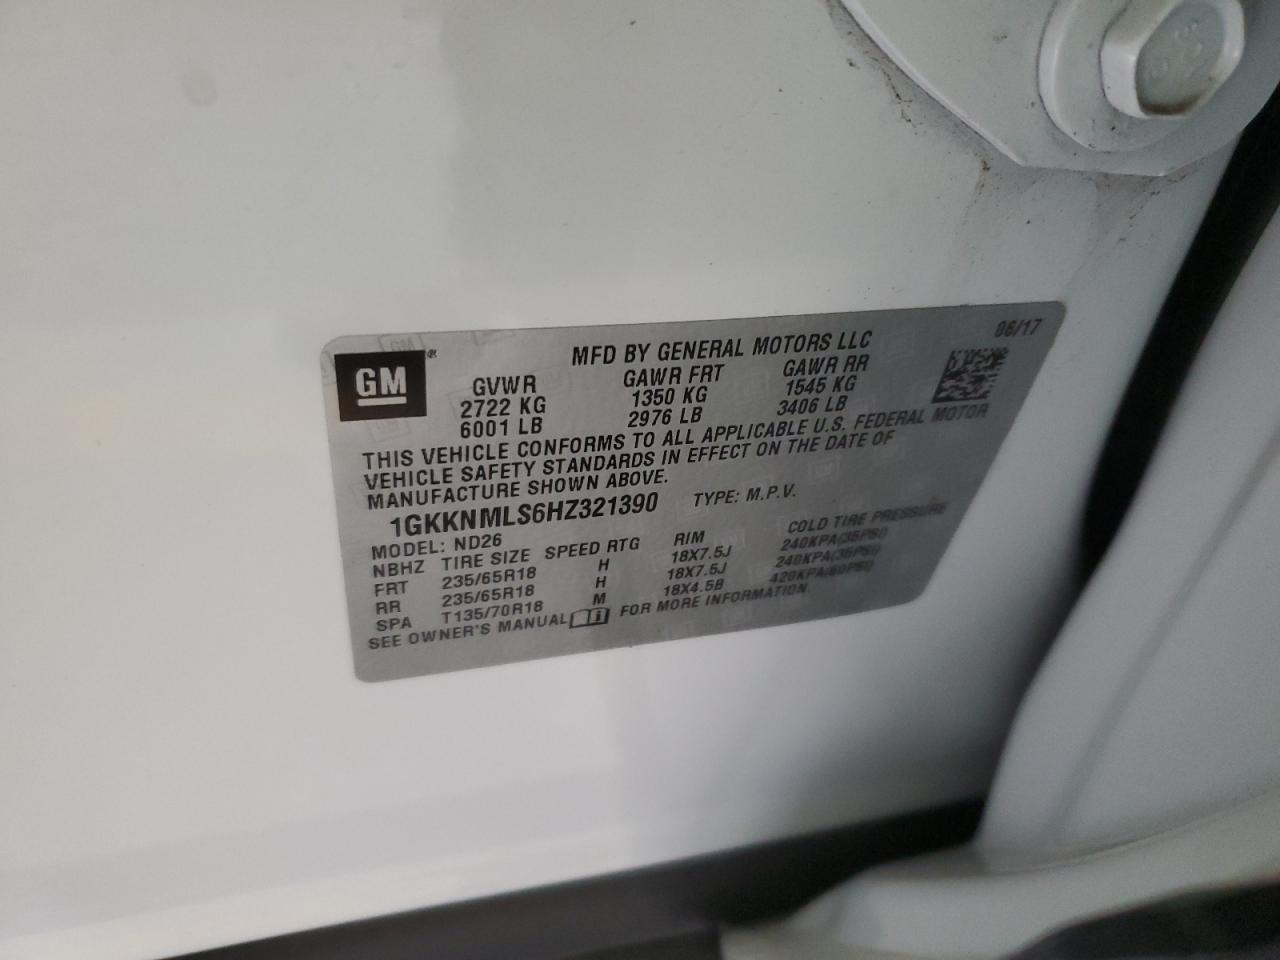 MFD BY GENERAL MOTORS LLC 06/17
GM®
GVWR GAWR FRT GAWR RR
2722 KG 1350 KG 1545 KG
6001 LB 2976 LB 3406 LB
THIS VEHICLE CONFORMS TO ALL APPLICABLE U.S. FEDERAL MOTOR
VEHICLE SAFETY STANDARDS IN EFFECT ON THE DATE OF
MANUFACTURE SHOWN ABOVE.
1GKKNMLS6HZ321390 TYPE: M.P.V.
MODEL: ND26
NBHZ TIRE SIZE SPEED RTG RIM COLD TIRE PRESSURE
FRT 235/65R18 H 18X7.5J 240KPA(35PSI)
RR 235/65R18 H 18X7.5J 240KPA(35PSI)
SPA T135/70R18 M 18X4.5B 420KPA(60PSI)
SEE OWNER'S MANUAL FOR MORE INFORMATION